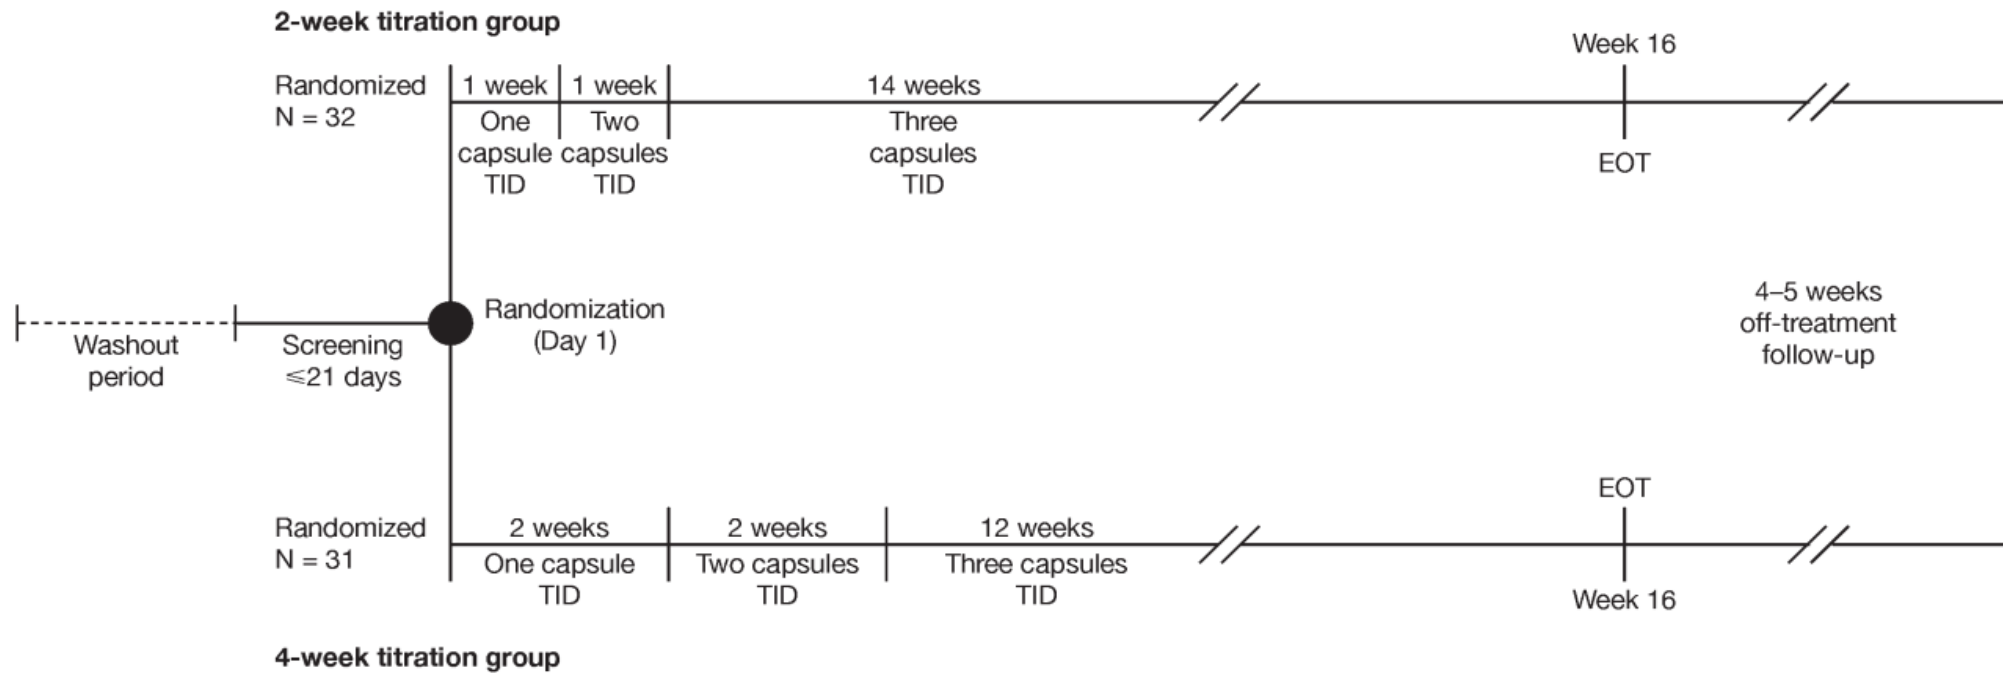 2-week titration group
Week 16
Randomized
N = 32
1 week
1 week
14 weeks
One
capsule
TID
Two
capsules
TID
Three
capsules
TID
EOT
Randomization
(Day 1)
Washout
period
Screening
⩽21 days
4–5 weeks
off-treatment
follow-up
EOT
Randomized
N = 31
2 weeks
2 weeks
12 weeks
One capsule
TID
Two capsules
TID
Three capsules
TID
Week 16
4-week titration group